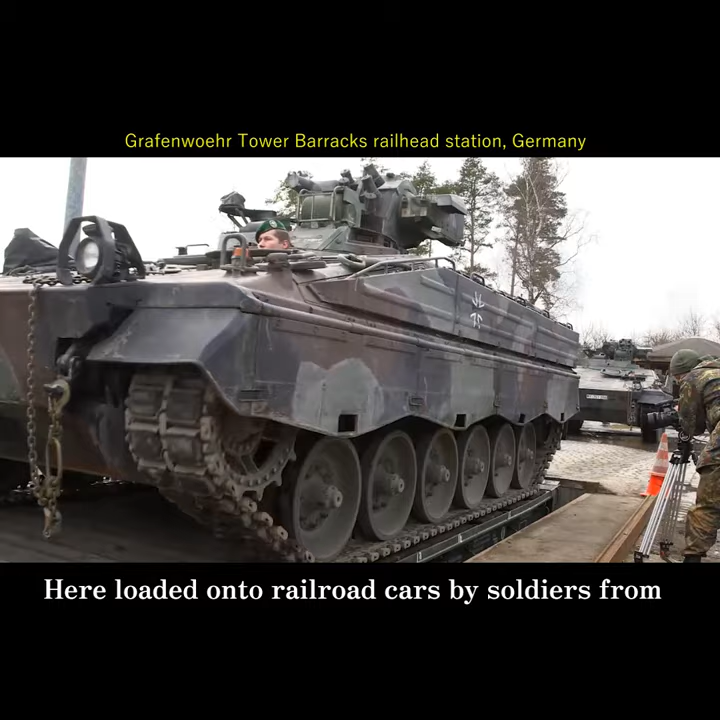 Grafenwoehr Tower Barracks railhead station, Germany
Here loaded onto railroad cars by soldiers from